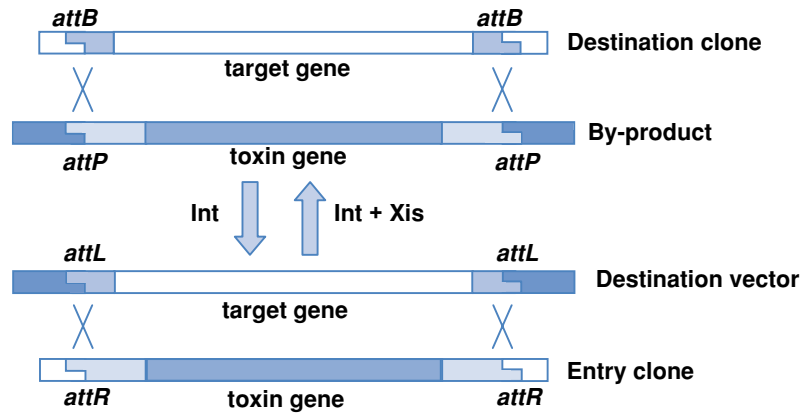 attB attB
Destination clone
target gene
By-product
attP toxin gene attP
Int Int + Xis
attL attL
Destination vector
target gene
Entry clone
attR toxin gene attR